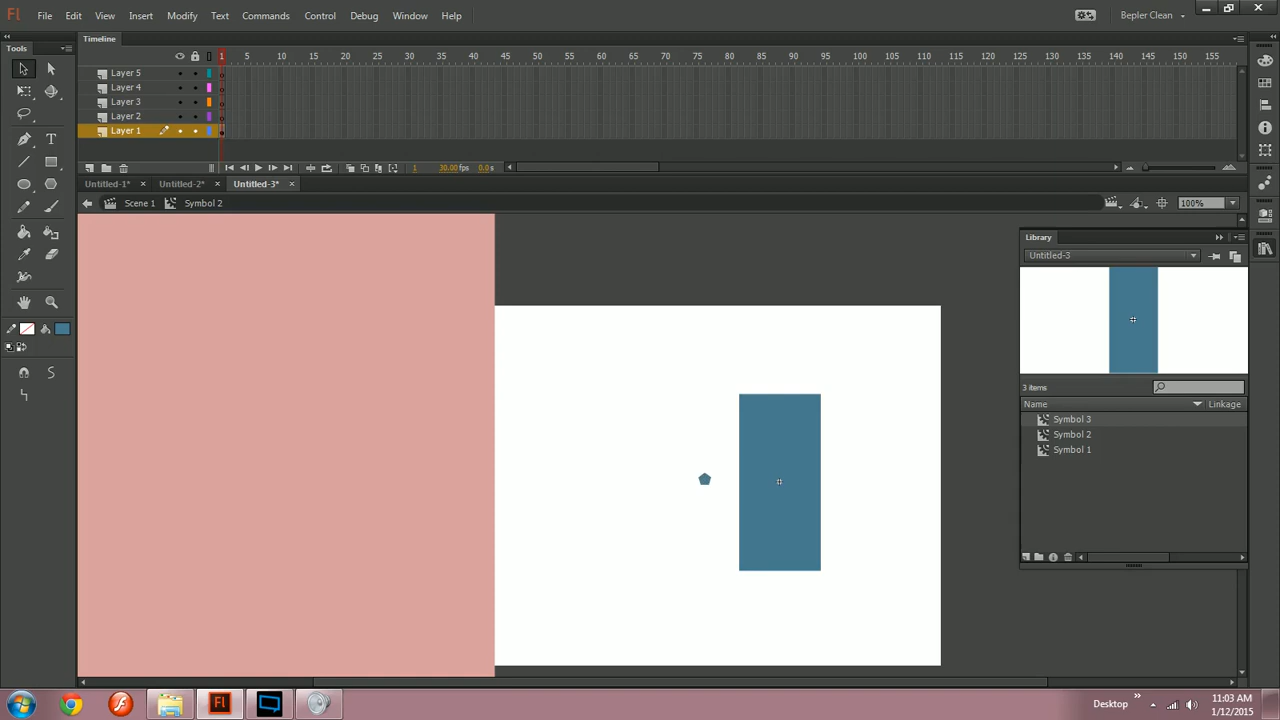 Fl File Edit View Insert Modify Text Commands Control Debug Window Help Bepler Clean
Timeline
Tools
1 5 10 15 20 25 30 35 40 45 50 55 60 65 70 75 80 85 90 95 100 105 110 115 120 125 130 135 140 145 150 155
Layer 5
Layer 4
Layer 3
Layer 2
Layer 1
1 30.00 fps 0.0 s
Untitled-1* Untitled-2* Untitled-3*
Scene 1 Symbol 2 100%
Library
Untitled-3
3 items
Name Linkage
Symbol 3
Symbol 2
Symbol 1
Fl
Desktop
11:03 AM
1/12/2015